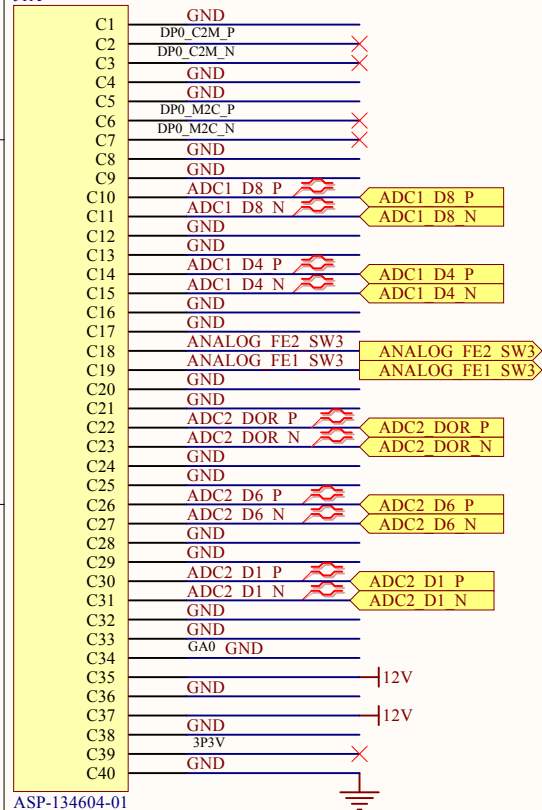 C1 GND
DP0_C2M_P
C2
DP0_C2M_N
C3
C4 GND
C5 GND
DP0_M2C_P
C6
DP0_M2C_N
C7
C8 GND
C9 GND
C10 ADC1_D8_P ADC1_D8_P
C11 ADC1_D8_N ADC1_D8_N
C12 GND
C13 GND
C14 ADC1_D4_P ADC1_D4_P
C15 ADC1_D4_N ADC1_D4_N
C16 GND
C17 GND
C18 ANALOG_FE2_SW3 ANALOG_FE2_SW3
C19 ANALOG_FE1_SW3 ANALOG_FE1_SW3
C20 GND
C21 GND
C22 ADC2_DOR_P ADC2_DOR_P
C23 ADC2_DOR_N ADC2_DOR_N
C24 GND
C25 GND
C26 ADC2_D6_P ADC2_D6_P
C27 ADC2_D6_N ADC2_D6_N
C28 GND
C29 GND
C30 ADC2_D1_P ADC2_D1_P
C31 ADC2_D1_N ADC2_D1_N
C32 GND
C33 GND
C34 GA0 GND
C35 12V
C36 GND
C37 12V
C38 GND
C39 3P3V
C40 GND
ASP-134604-01